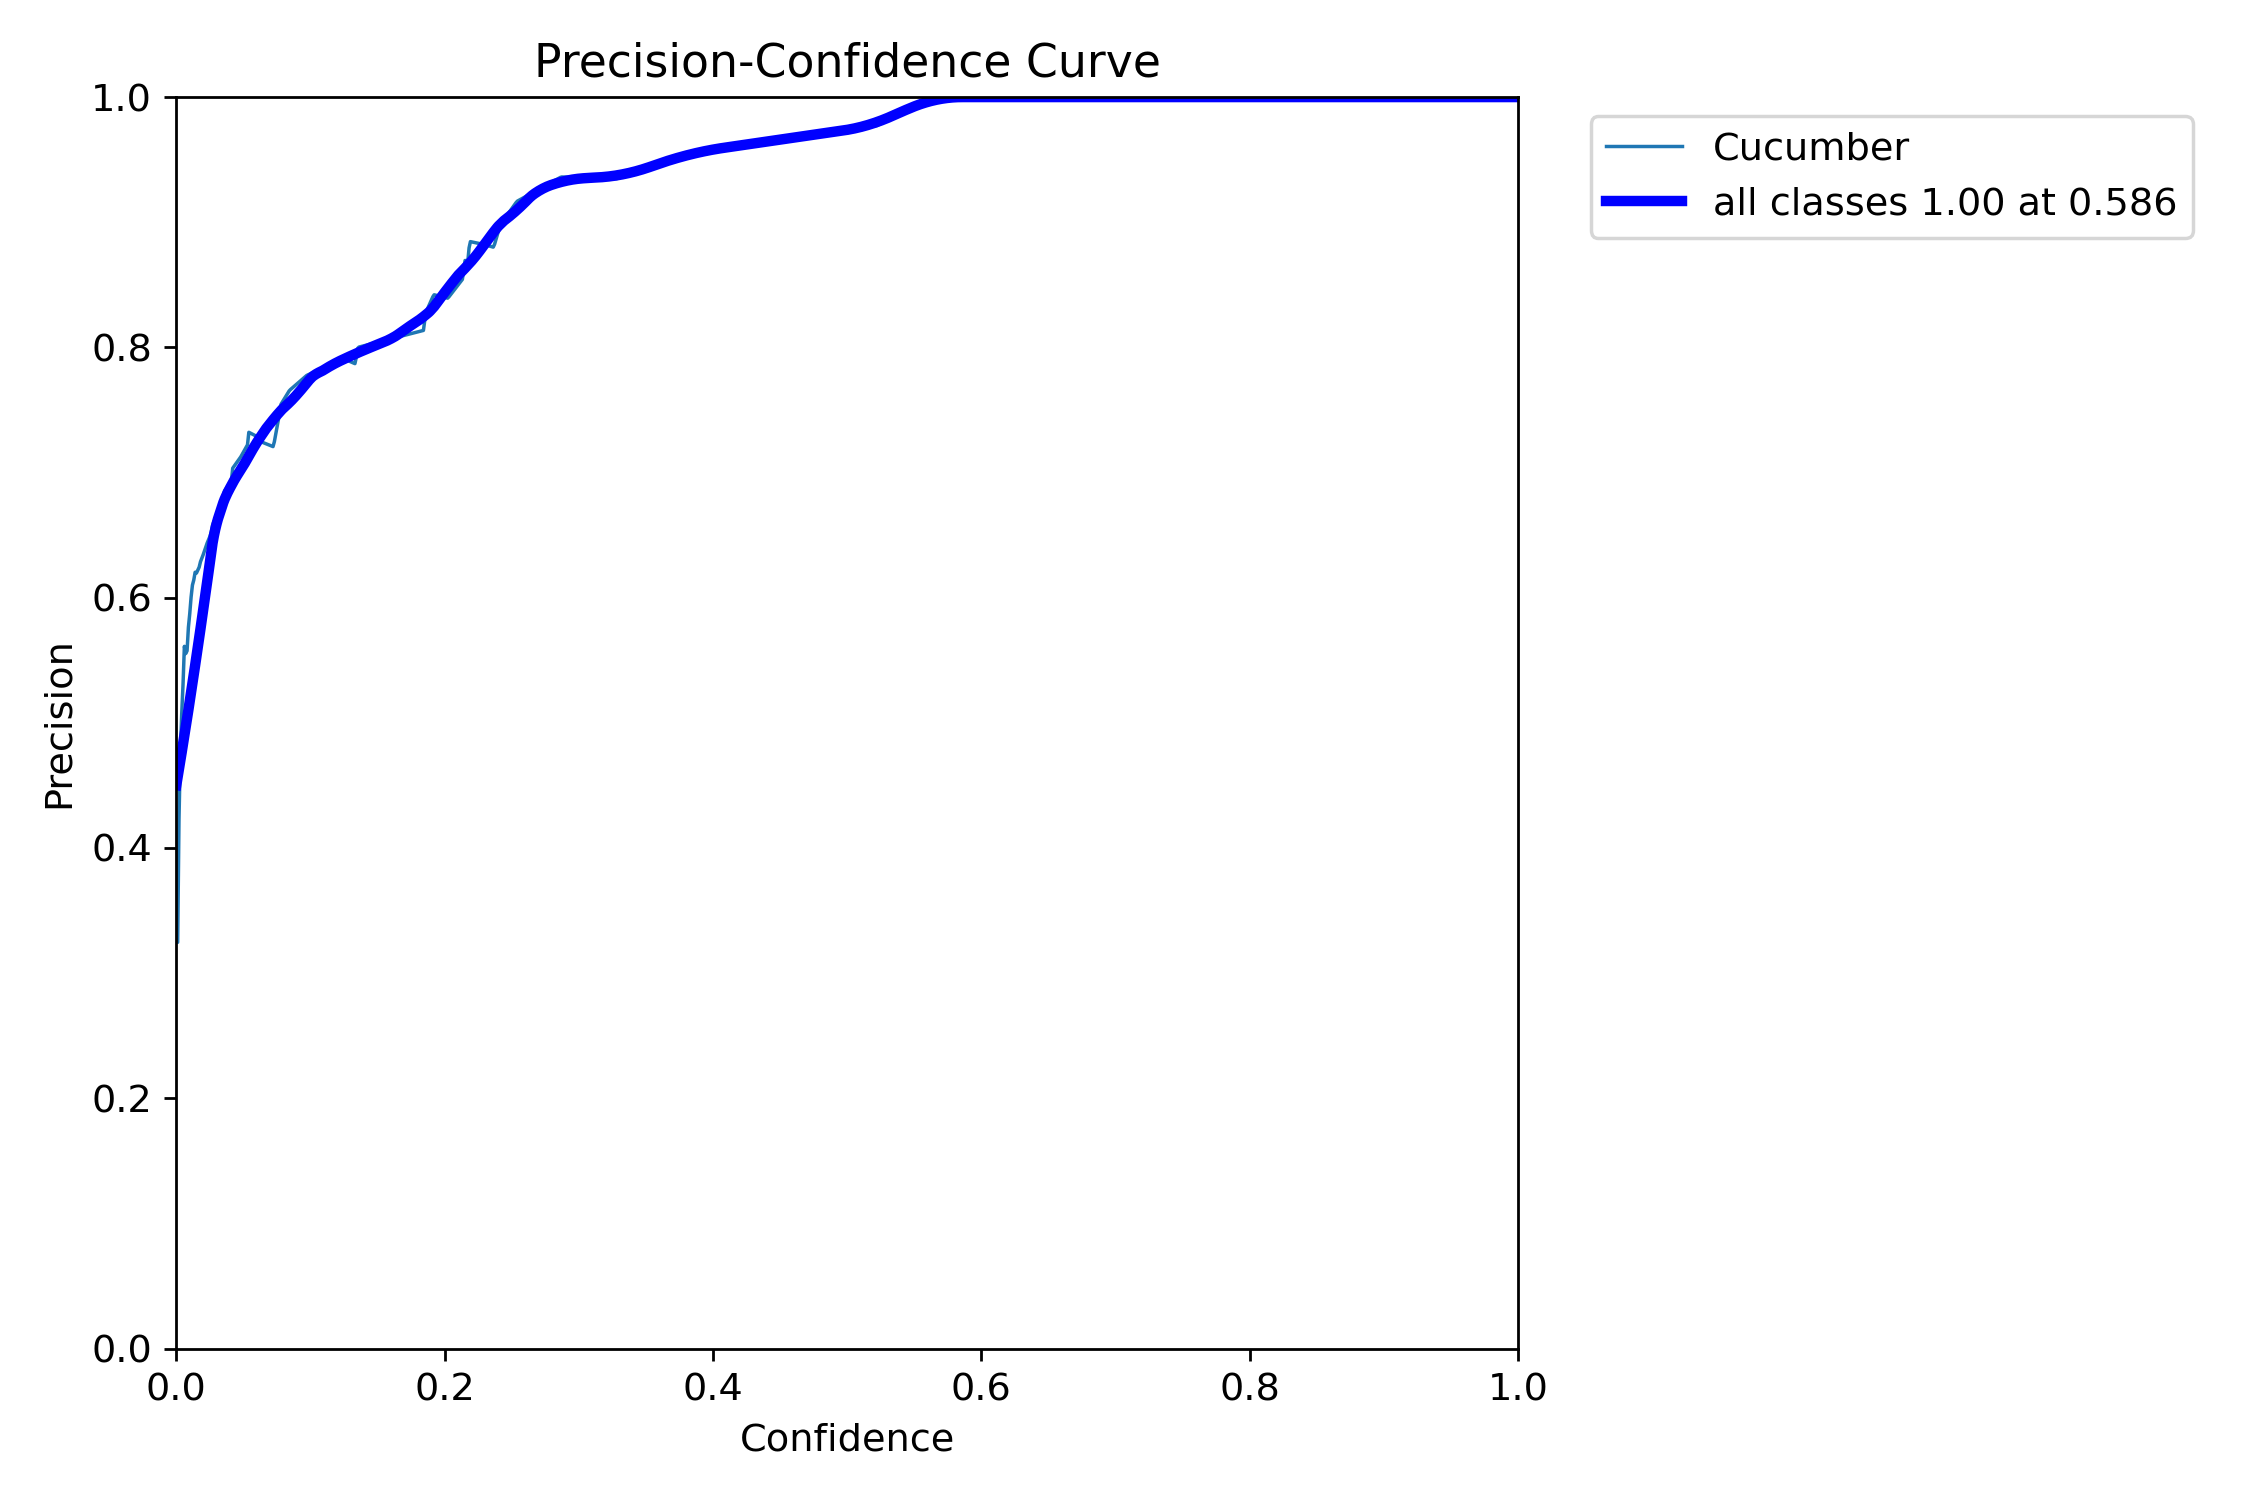 Precision-Confidence Curve
1.0
0.8
0.6
0.4
0.2
0.0
Precision
0.0 0.2 0.4 0.6 0.8 1.0
Confidence
Cucumber
all classes 1.00 at 0.586